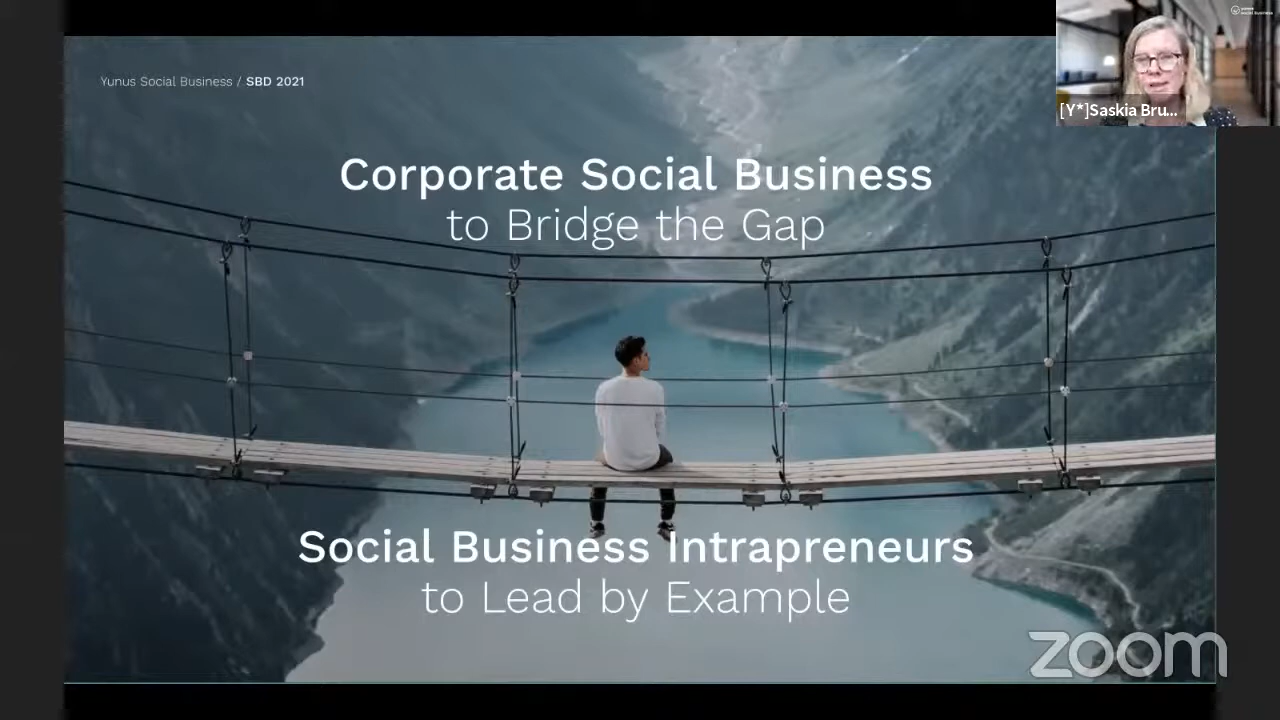 Yunus Social Business / SBD 2021
[Y*]Saskia Bru...
Corporate Social Business
to Bridge the Gap
Social Business Intrapreneurs
to Lead by Example
zoom